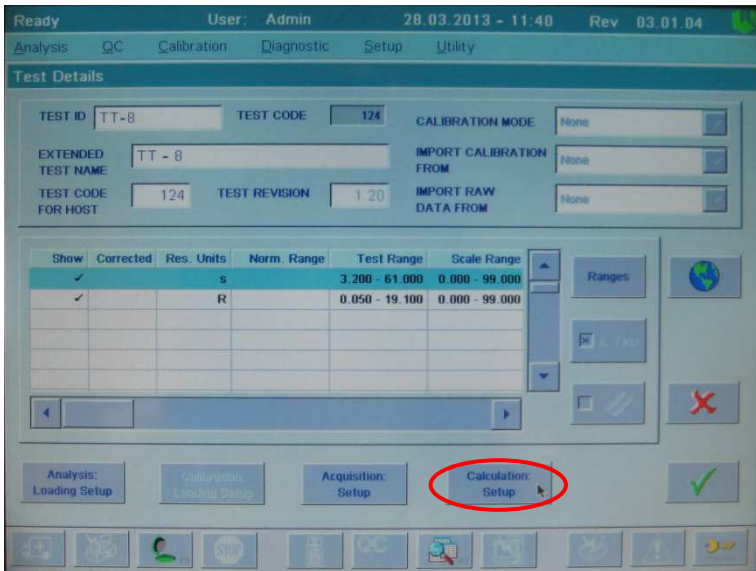 Ready User: Admin 28.03.2013 - 11:40 Rev 03.01.04
Analysis QC Calibration Diagnostic Setup Utility
Test Details
TEST ID TT-8 TEST CODE 124 CALIBRATION MODE None
EXTENDED TEST NAME TT - 8 IMPORT CALIBRATION FROM None
TEST CODE FOR HOST 124 TEST REVISION 1.20 IMPORT RAW DATA FROM None
Show Corrected Res. Units Norm. Range Test Range Scale Range
✓ s 3.200 - 61.000 0.000 - 99.000
✓ R 0.050 - 19.100 0.000 - 99.000
Ranges
Analysis: Loading Setup
Calibration: Loading Setup
Acquisition: Setup
Calculation: Setup
STOP QC